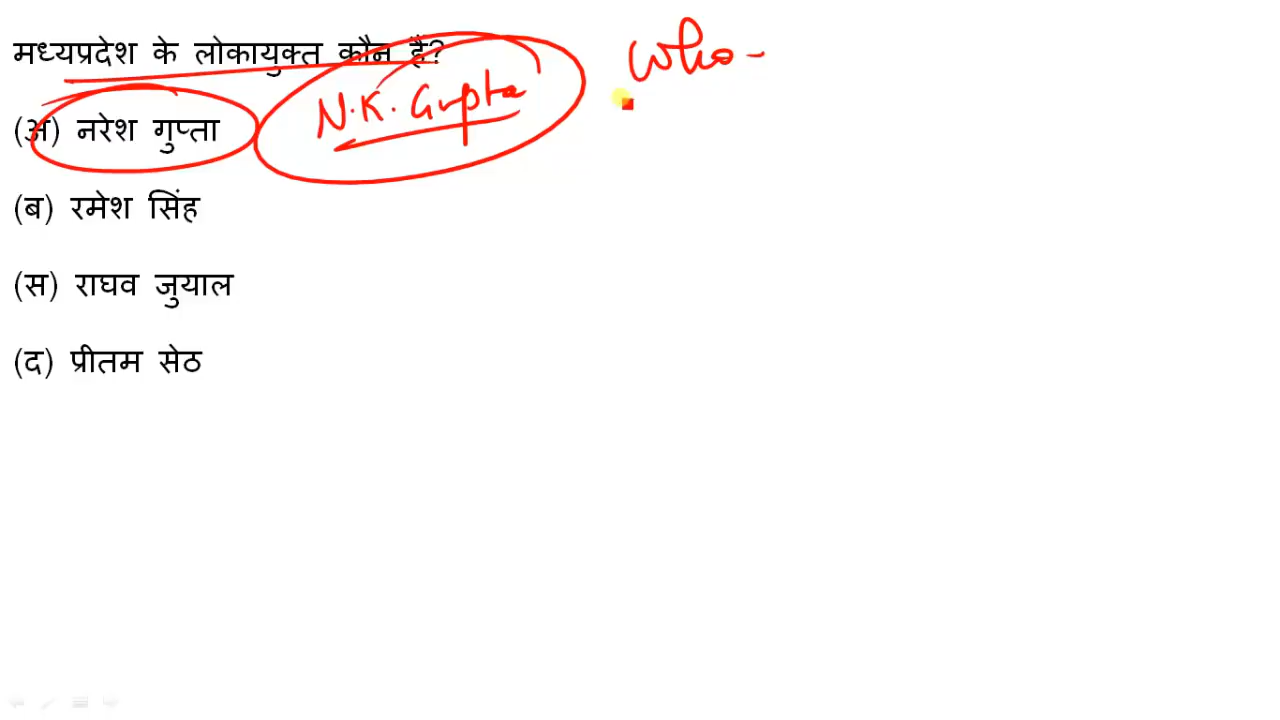 मध्यप्रदेश के लोकायुक्त कौन हैं?
who -
N.K. Gupta
(अ) नरेश गुप्ता
(ब) रमेश सिंह
(स) राघव जुयाल
(द) प्रीतम सेठ